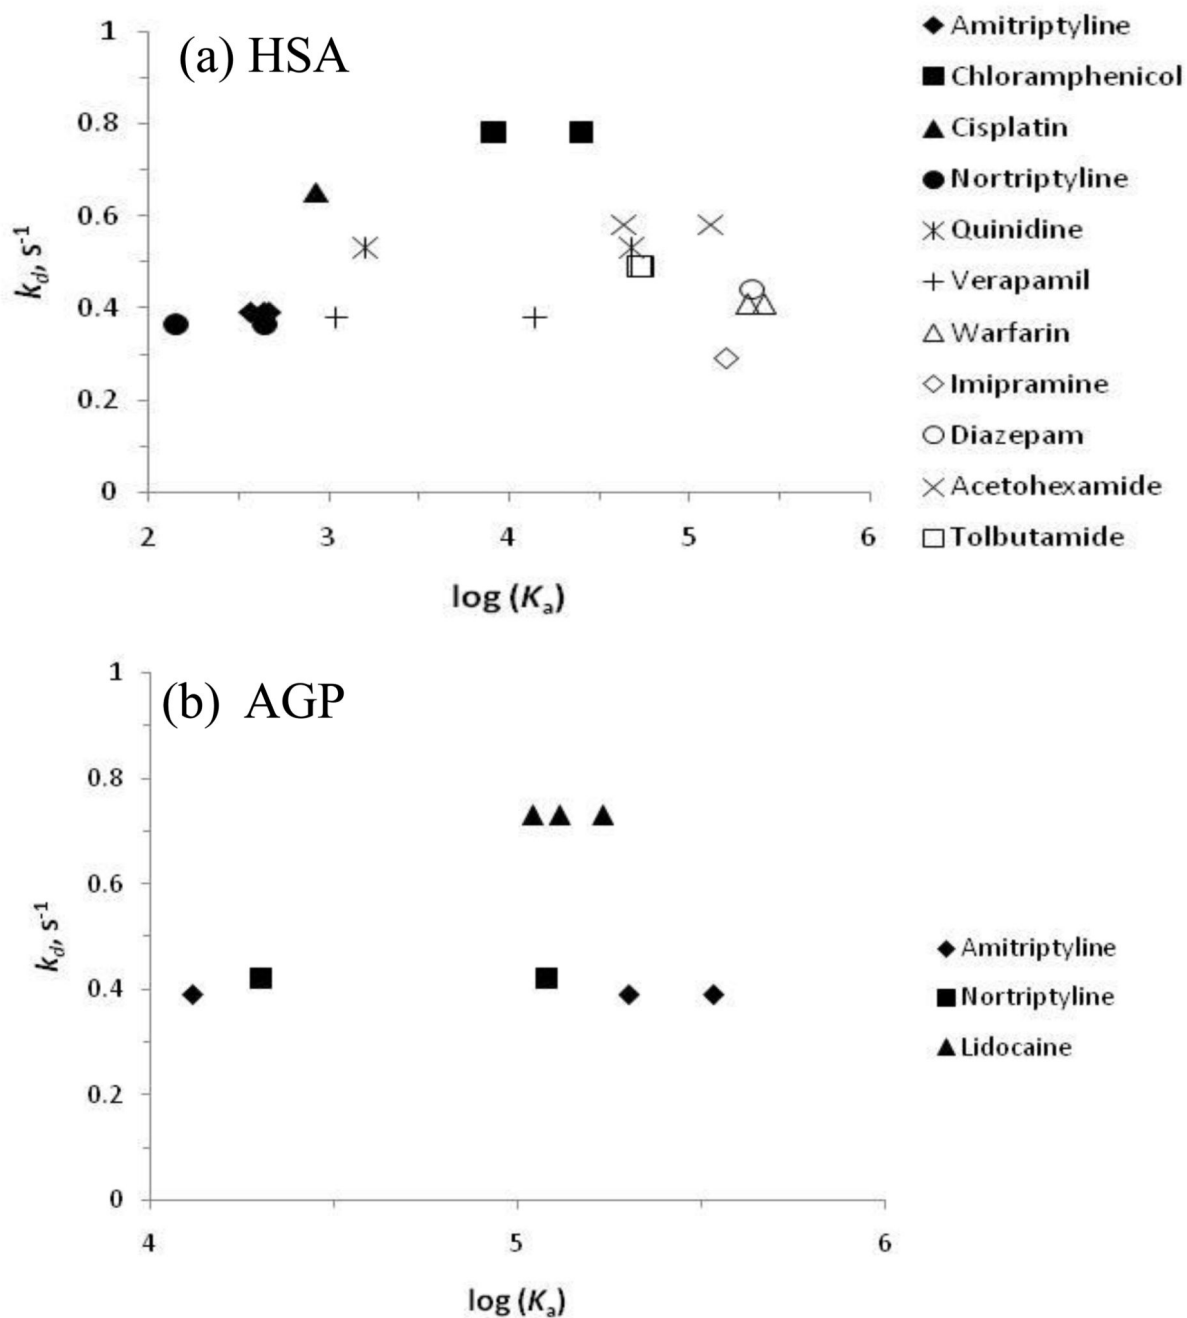 (a) HSA
1
0.8
0.6
0.4
0.2
0
k_d, s⁻¹
2 3 4 5 6
log (Kₐ)
Amitriptyline
Chloramphenicol
Cisplatin
Nortriptyline
Quinidine
Verapamil
Warfarin
Imipramine
Diazepam
Acetohexamide
Tolbutamide
(b) AGP
1
0.8
0.6
0.4
0.2
0
k_d, s⁻¹
4 5 6
log (Kₐ)
Amitriptyline
Nortriptyline
Lidocaine